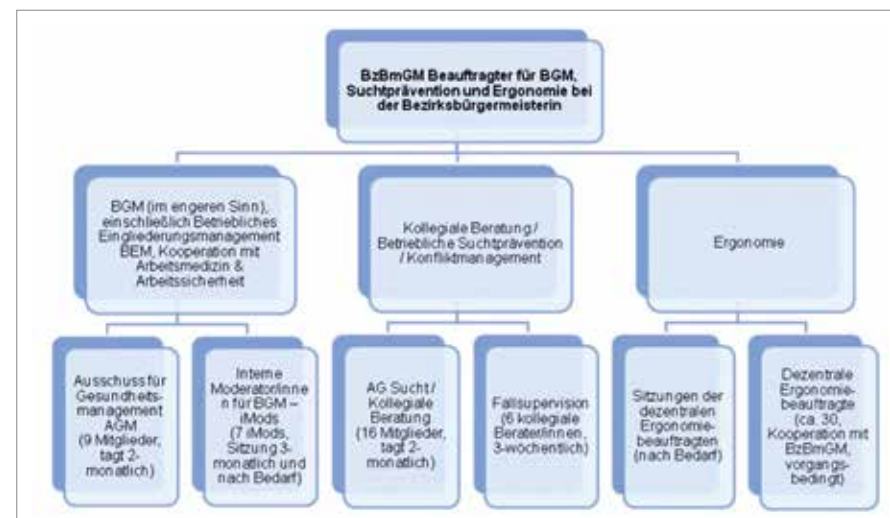 BzBmGM Beauftragter für BGM,
Suchtprävention und Ergonomie bei
der Bezirksbürgermeisterin
BGM (im engeren Sinn),
einschließlich Betriebliches
Eingliederungsmanagement
BEM, Kooperation mit
Arbeitsmedizin &
Arbeitssicherheit
Kollegiale Beratung /
Betriebliche Suchtprävention
/ Konfliktmanagement
Ergonomie
Ausschuss für
Gesundheits-
management
AGM
(9 Mitglieder,
tagt 2-
monatlich)
Interne
Moderator/inne
n für BGM –
iMods
(7 iMods,
Sitzung 3-
monatlich und
nach Bedarf)
AG Sucht /
Kollegiale
Beratung
(16 Mitglieder,
tagt 2-
monatlich)
Fallsupervision
(6 kollegiale
Berater/innen,
3-wöchentlich)
Sitzungen der
dezentralen
Ergonomie-
beauftragten
(nach Bedarf)
Dezentrale
Ergonomie-
beauftragte
(ca. 30,
Kooperation mit
BzBmGM,
vorgangs-
bedingt)